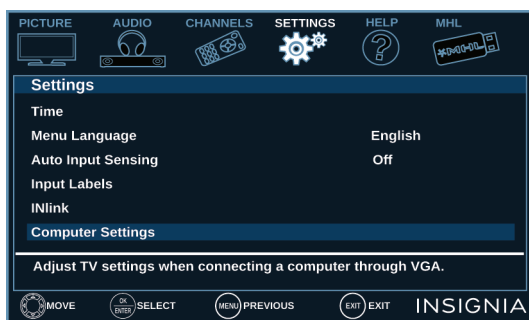 PICTURE AUDIO CHANNELS SETTINGS HELP MHL
MHL
Settings
Time
Menu Language English
Auto Input Sensing Off
Input Labels
INlink
Computer Settings
Adjust TV settings when connecting a computer through VGA.
MOVE OK ENTER SELECT MENU PREVIOUS EXIT EXIT INSIGNIA